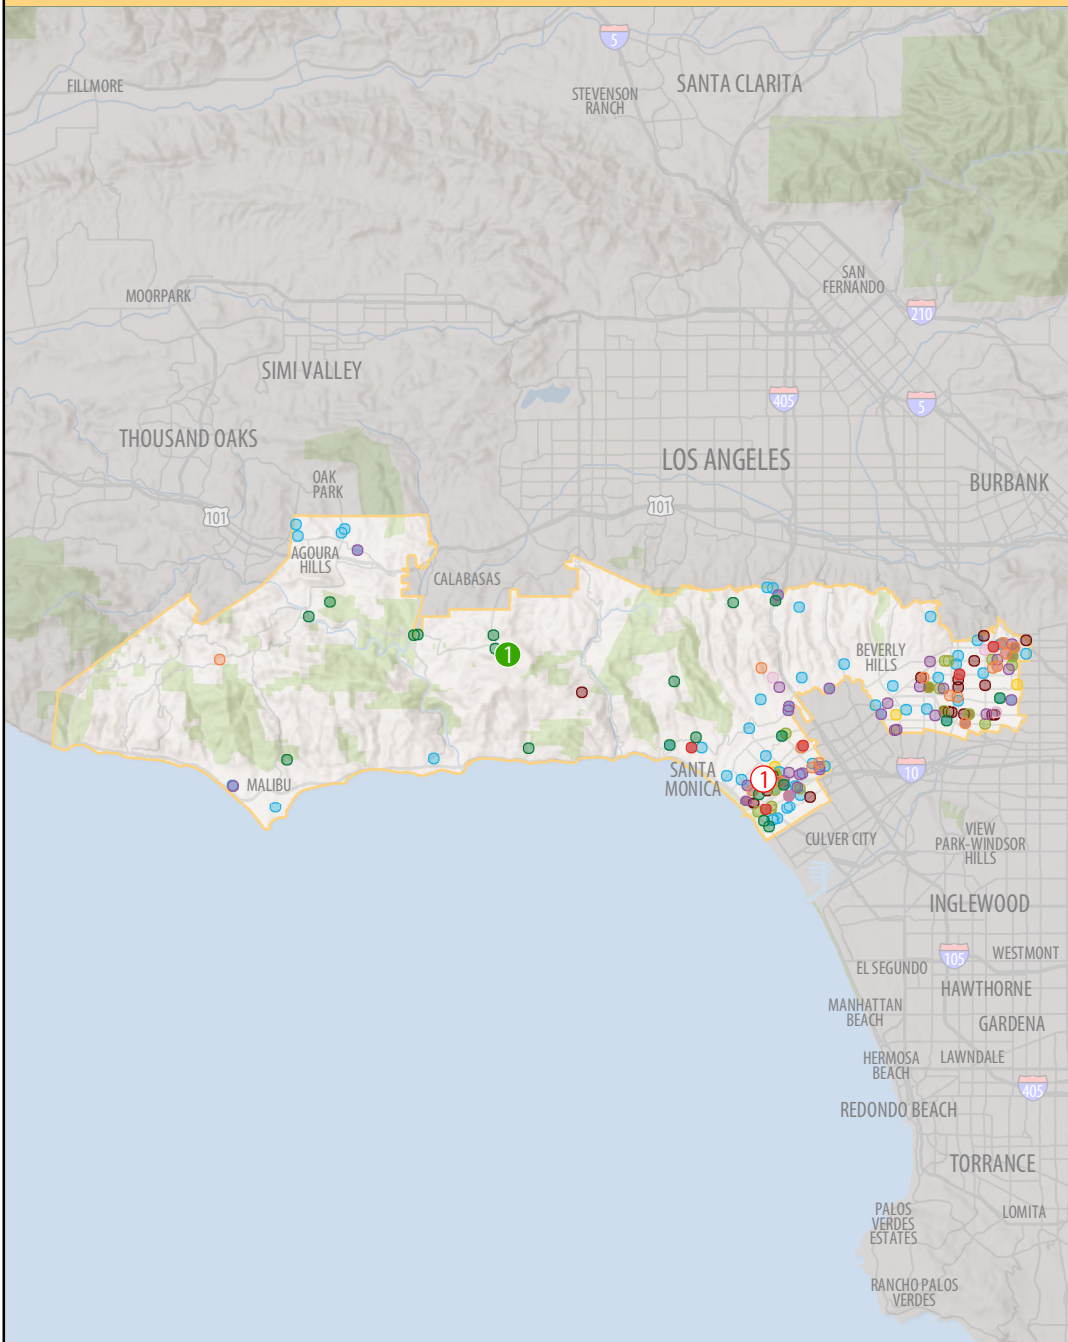 5
SANTA CLARITA
FILLMORE
STEVENSON
RANCH
SAN
FERNANDO
MOORPARK
210
SIMI VALLEY
405
5
THOUSAND OAKS
LOS ANGELES
OAK
PARK
BURBANK
101
101
AGOURA
HILLS
CALABASAS
1
BEVERLY
HILLS
SANTA
MONICA
1
10
MALIBU
CULVER CITY
VIEW
PARK-WINDSOR
HILLS
INGLEWOOD
105
WESTMONT
EL SEGUNDO
HAWTHORNE
MANHATTAN
BEACH
GARDENA
HERMOSA
BEACH
LAWNDALE
405
REDONDO BEACH
TORRANCE
PALOS
VERDES
ESTATES
LOMITA
RANCHO PALOS
VERDES